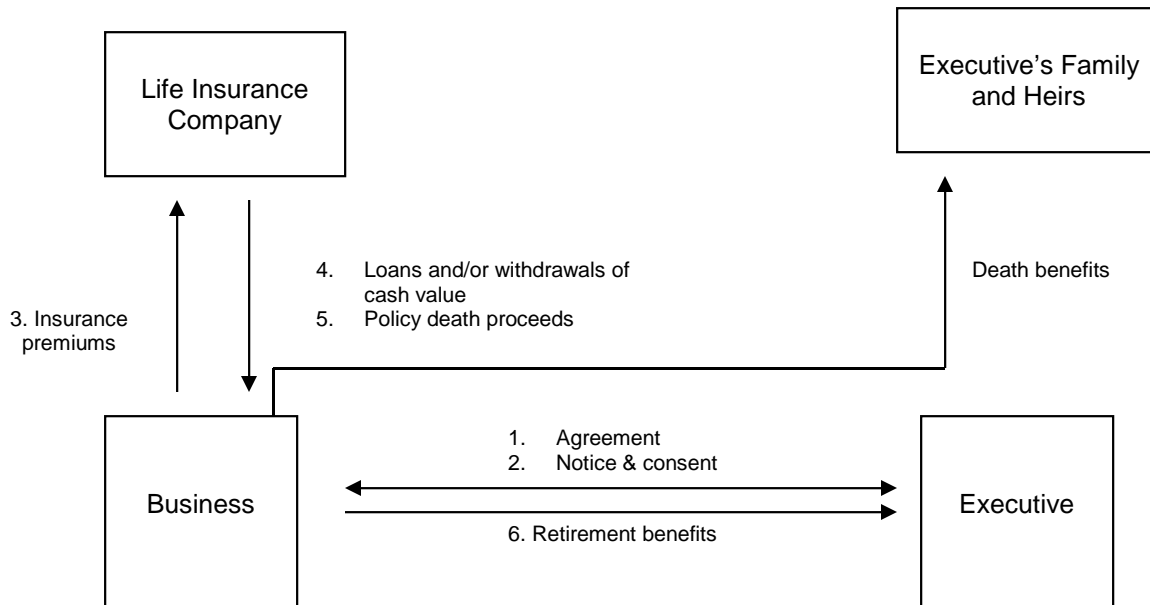 Life Insurance
Company
Executive’s Family
and Heirs
4. Loans and/or withdrawals of
cash value
5. Policy death proceeds
Death benefits
3. Insurance
premiums
1. Agreement
2. Notice & consent
Business
Executive
6. Retirement benefits